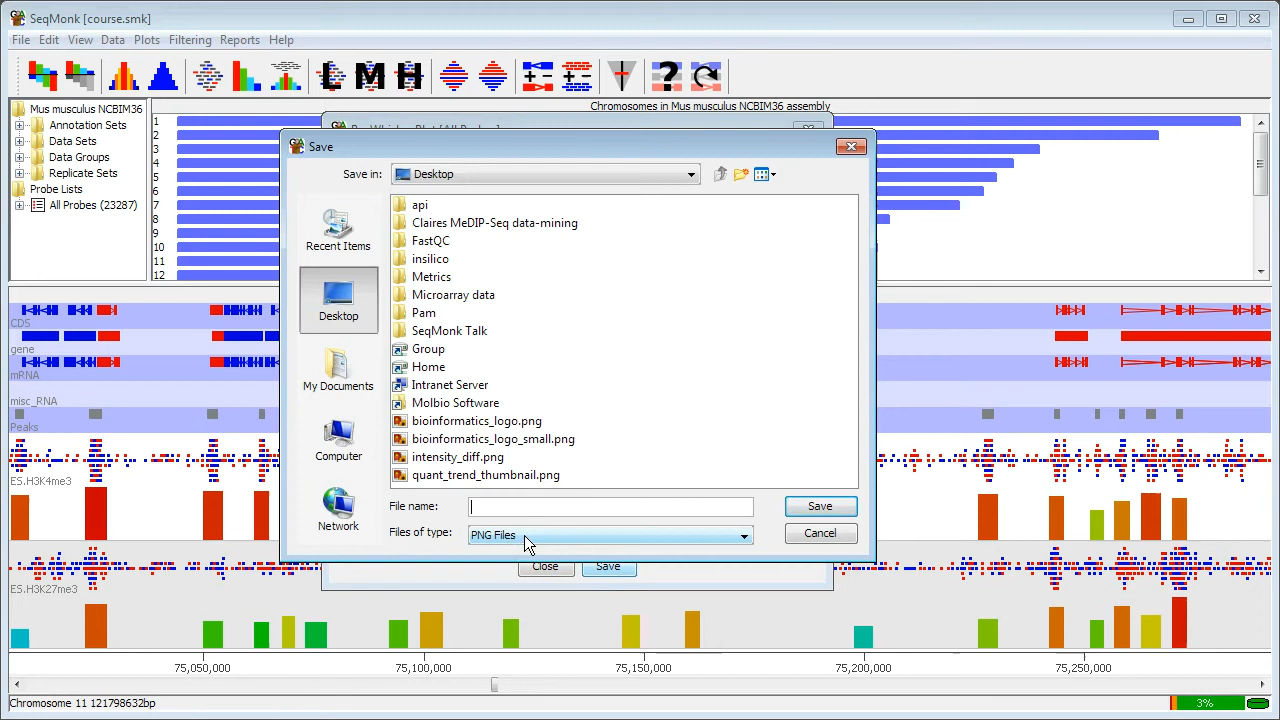 SeqMonk [course.smk]
File Edit View Data Plots Filtering Reports Help
L M H
Mus musculus NCBIM36
Annotation Sets
Data Sets
Data Groups
Replicate Sets
Probe Lists
All Probes (23287)
Chromosomes in Mus musculus NCBIM36 assembly
1
2
3
4
5
6
7
8
9
10
11
12
Save
Save in: Desktop
Recent Items
Desktop
My Documents
Computer
Network
api
Claires MeDIP-Seq data-mining
FastQC
insilico
Metrics
Microarray data
Pam
SeqMonk Talk
Group
Home
Intranet Server
Molbio Software
bioinformatics_logo.png
bioinformatics_logo_small.png
intensity_diff.png
quant_trend_thumbnail.png
File name:
Save
Files of type: PNG Files
Cancel
Close Save
CDS
gene
mRNA
misc_RNA
Peaks
ES.H3K4me3
ES.H3K27me3
75,050,000 75,100,000 75,150,000 75,200,000 75,250,000
Chromosome 11 121798632bp
3%